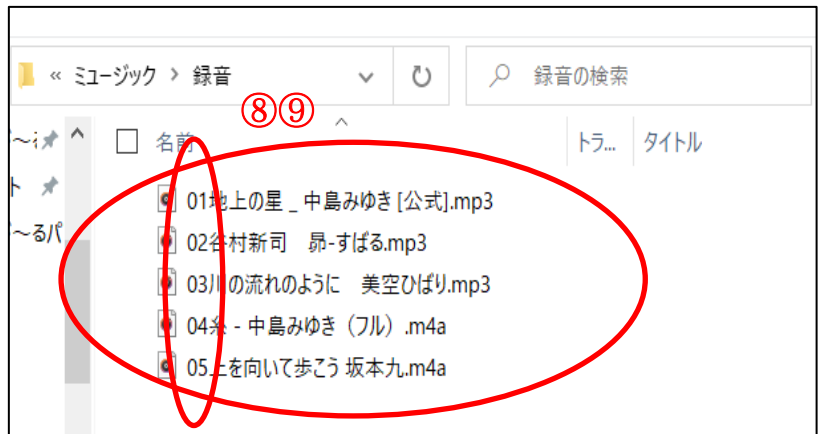 « ミュージック > 録音
録音の検索
⑧⑨
名前
トラ... タイトル
ト
01地上の星 _ 中島みゆき [公式].mp3
02谷村新司　昴-すばる.mp3
～るパ
03川の流れのように　美空ひばり.mp3
04糸 - 中島みゆき（フル）.m4a
05上を向いて歩こう 坂本九.m4a